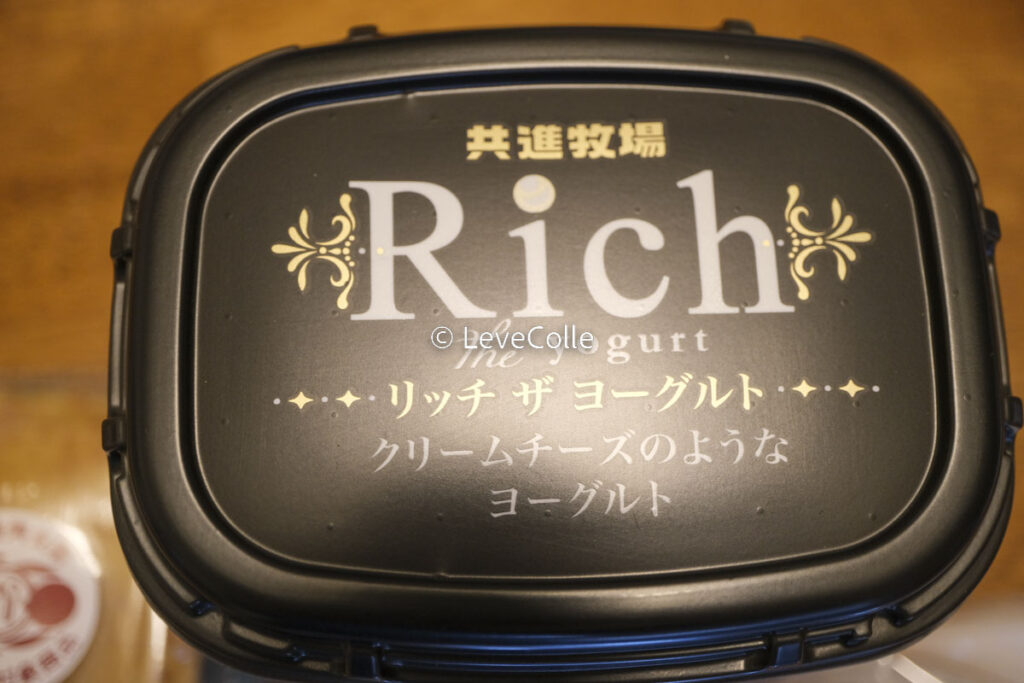 共進牧場
Rich
The yogurt
© LeveColle
リッチ ザ ヨーグルト
クリームチーズのような
ヨーグルト